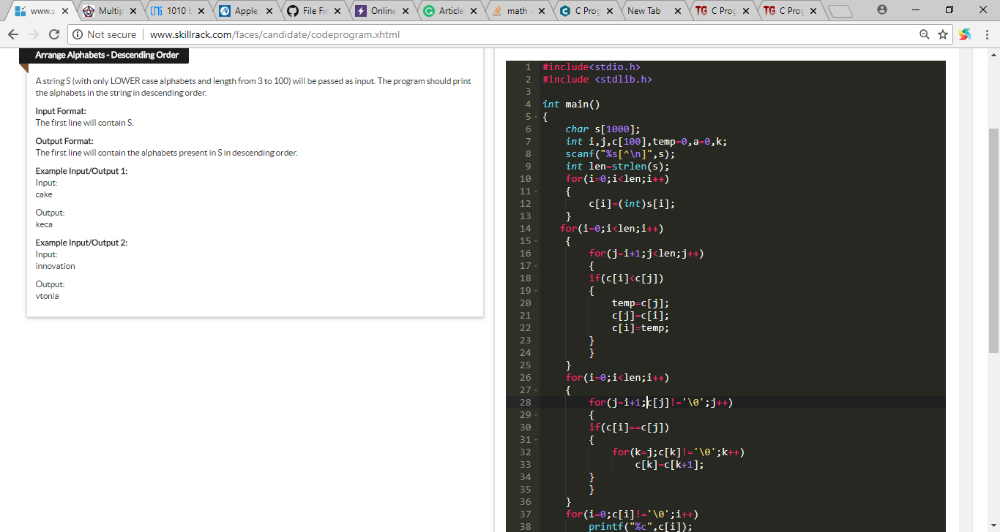 www.s
Multip
1010 b
Apple
File Fir
Online
Article
math -
C Prog
New Tab
TG C Prog
TG C Prog
Not secure www.skillrack.com/faces/candidate/codeprogram.xhtml
Arrange Alphabets - Descending Order
A string S (with only LOWER case alphabets and length from 3 to 100) will be passed as input. The program should print
the alphabets in the string in descending order.
Input Format:
The first line will contain S.
Output Format:
The first line will contain the alphabets present in S in descending order.
Example Input/Output 1:
Input:
cake
Output:
keca
Example Input/Output 2:
Input:
innovation
Output:
vtonia
1 #include<stdio.h>
2 #include <stdlib.h>
3
4 int main()
5 {
6 char s[1000];
7 int i,j,c[100],temp=0,a=0,k;
8 scanf("%s[^\n]",s);
9 int len=strlen(s);
10 for(i=0;i<len;i++)
11 {
12 c[i]=(int)s[i];
13 }
14 for(i=0;i<len;i++)
15 {
16 for(j=i+1;j<len;j++)
17 {
18 if(c[i]<c[j])
19 {
20 temp=c[j];
21 c[j]=c[i];
22 c[i]=temp;
23 }
24 }
25 }
26 for(i=0;i<len;i++)
27 {
28 for(j=i+1;c[j]!='\0';j++)
29 {
30 if(c[i]==c[j])
31 {
32 for(k=j;c[k]!='\0';k++)
33 c[k]=c[k+1];
34 }
35 }
36 }
37 for(i=0;c[i]!='\0';i++)
38 printf("%c",c[i]);